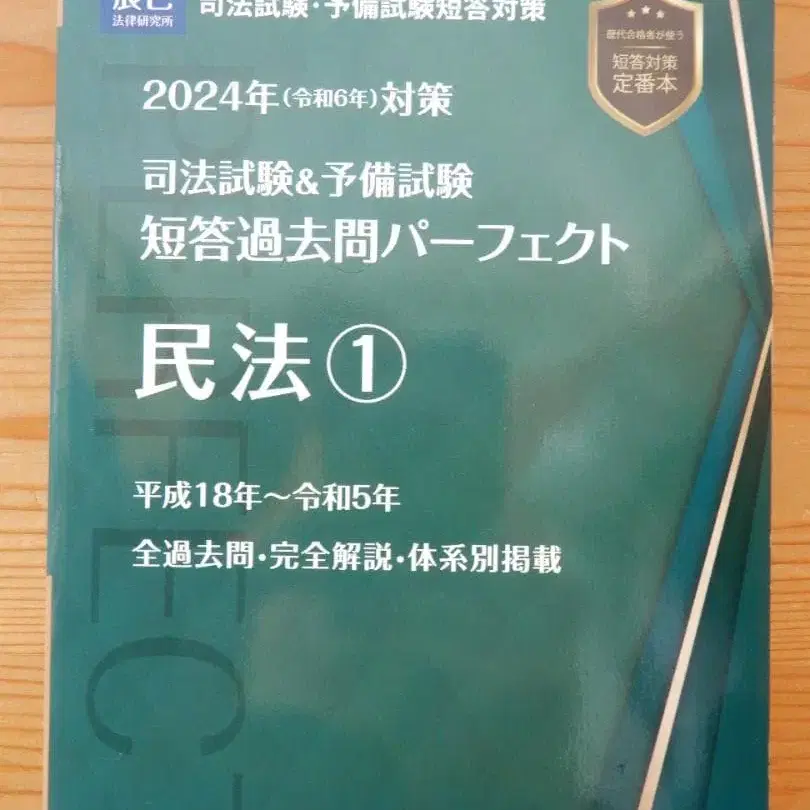 辰已
法律研究所
司法試験・予備試験短答対策
歴代合格者が使う
短答対策
定番本
2024年(令和6年)対策
司法試験&予備試験
短答過去問パーフェクト
民法①
平成18年~令和5年
全過去問・完全解説・体系別掲載
PERFECT